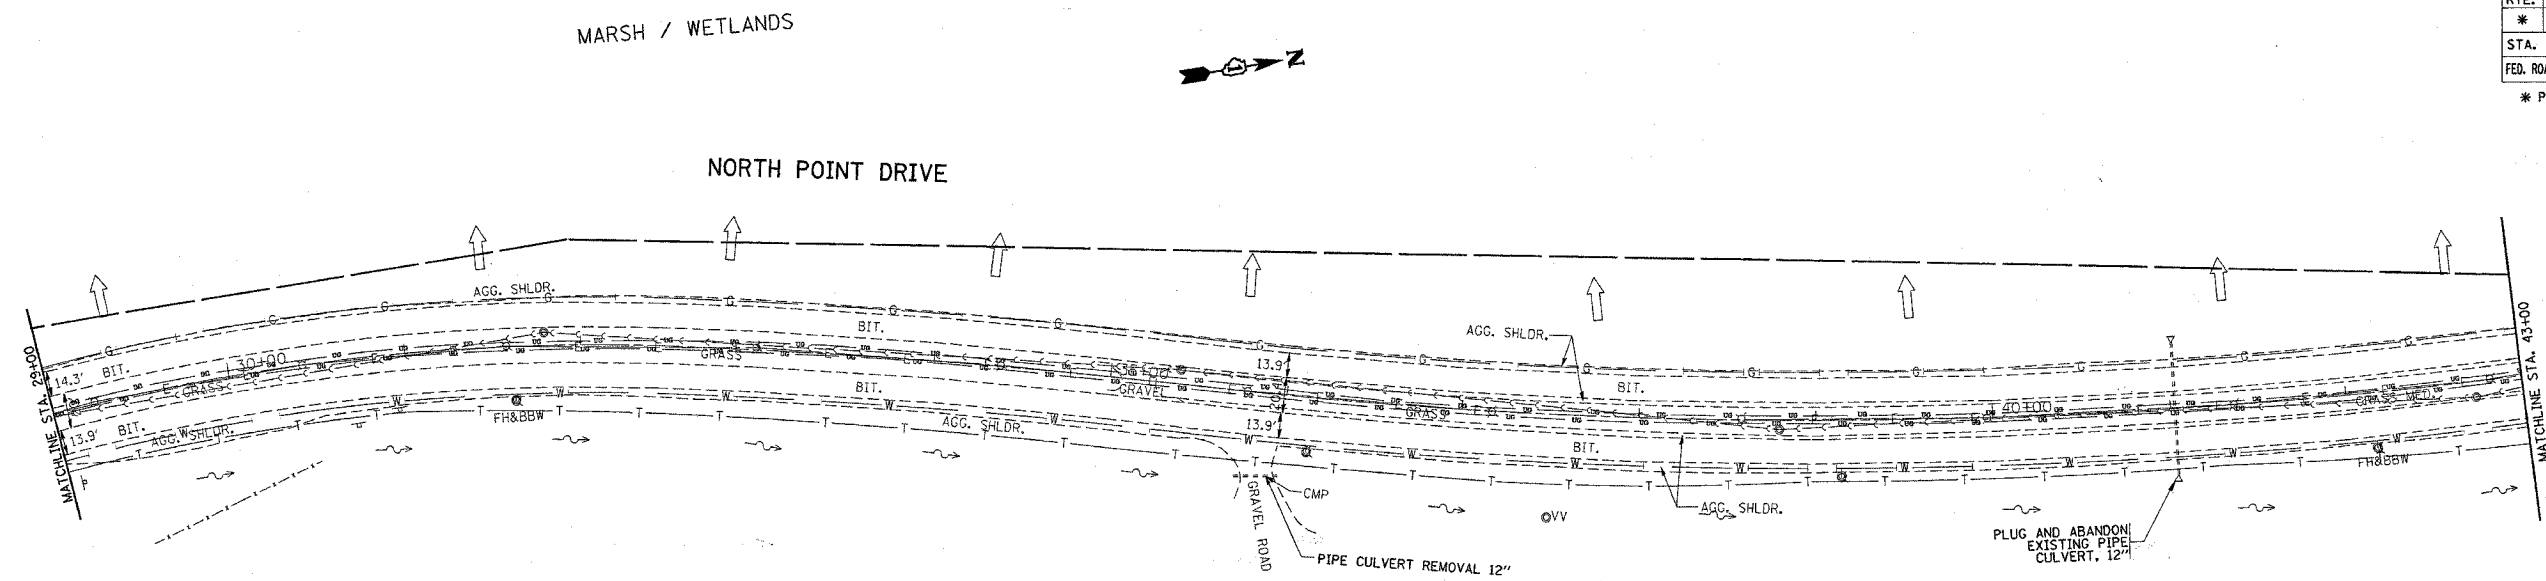 MARSH / WETLANDS
N
NORTH POINT DRIVE
*
STA.
FED. ROA
* P
AGG. SHLDR.
BIT.
GRASS
BIT.
AGG. SHLDR.
BIT.
MATCHLINE STA. 29+00
14.3'
BIT.
30+00
GRASS
13.9'
BIT.
AGG. SHLDR.
FH&BBW
GRAVEL
13.9'
13.9'
AGG. SHLDR.
GRASS
BIT.
40+00
GRASS MED.
MATCHLINE STA. 43+00
FH&BBW
CMP
GRAVEL ROAD
VV
AGG. SHLDR.
PIPE CULVERT REMOVAL 12"
PLUG AND ABANDON
EXISTING PIPE
CULVERT, 12"